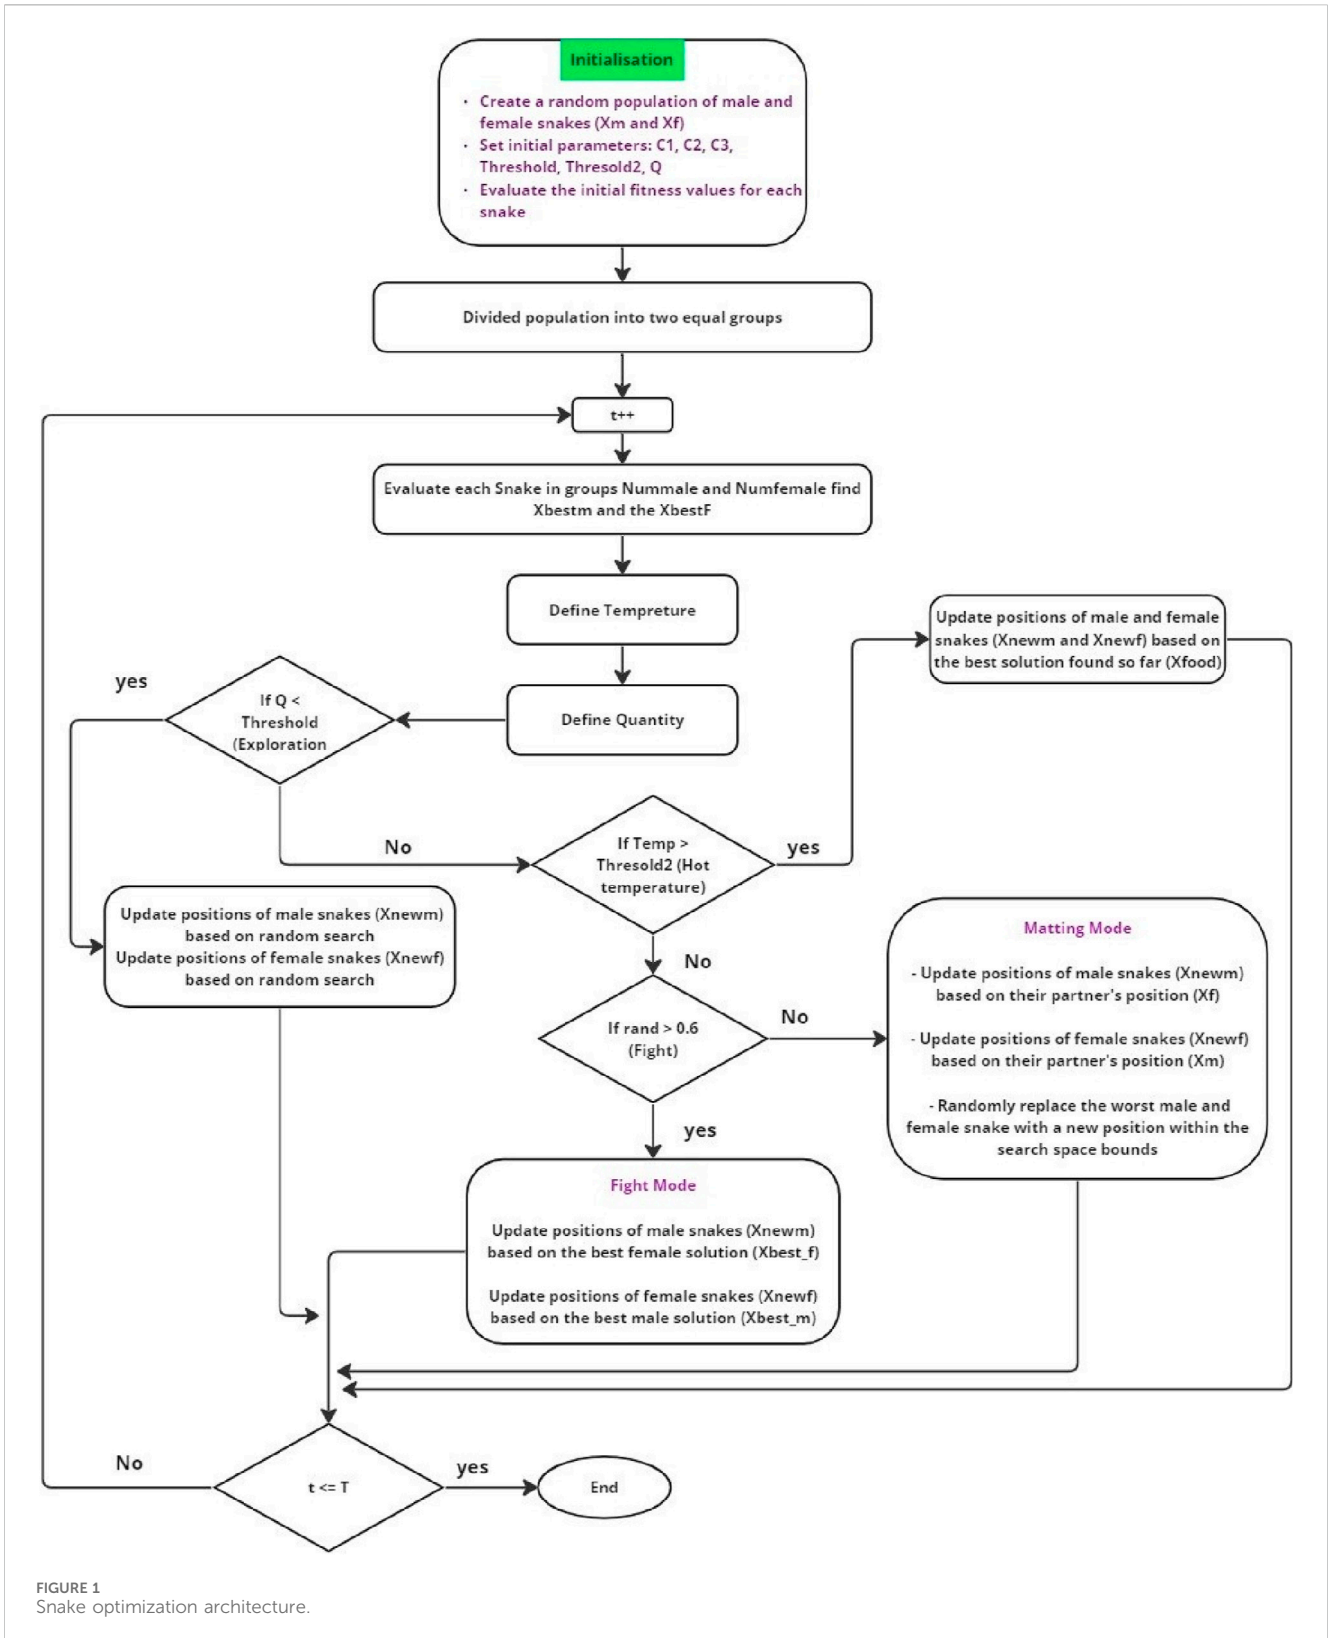 Initialisation
· Create a random population of male and
female snakes (Xm and Xf)
· Set initial parameters: C1, C2, C3,
Threshold, Thresold2, Q
· Evaluate the initial fitness values for each
snake
Divided population into two equal groups
t++
Evaluate each Snake in groups Nummale and Numfemale find
Xbestm and the XbestF
Define Tempreture
Update positions of male and female
snakes (Xnewm and Xnewf) based on
the best solution found so far (Xfood)
yes
If Q <
Threshold
(Exploration
Define Quantity
No
If Temp >
Thresold2 (Hot
temperature)
yes
Update positions of male snakes (Xnewm)
based on random search
Update positions of female snakes (Xnewf)
based on random search
No
If rand > 0.6
(Fight)
No
Matting Mode
- Update positions of male snakes (Xnewm)
based on their partner's position (Xf)
- Update positions of female snakes (Xnewf)
based on their partner's position (Xm)
- Randomly replace the worst male and
female snake with a new position within the
search space bounds
yes
Fight Mode
Update positions of male snakes (Xnewm)
based on the best female solution (Xbest_f)
Update positions of female snakes (Xnewf)
based on the best male solution (Xbest_m)
No
t <= T
yes
End
FIGURE 1
Snake optimization architecture.